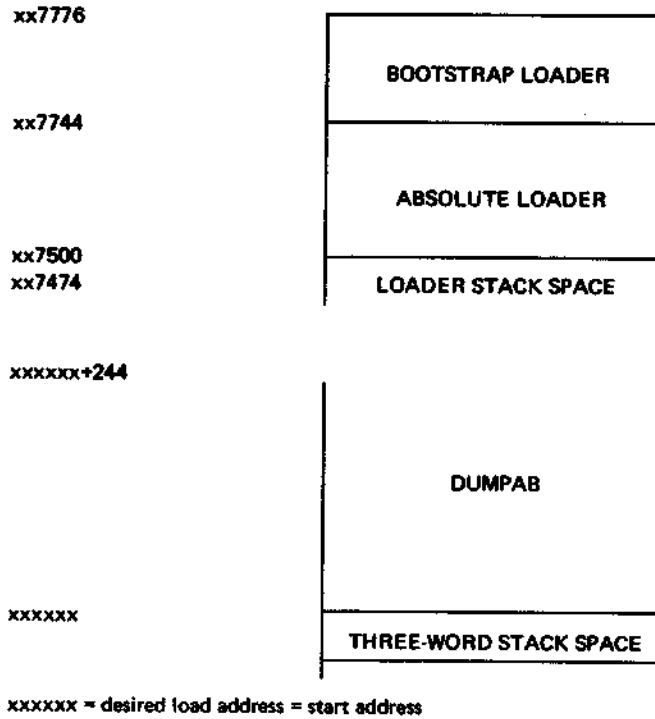 xx7776
BOOTSTRAP LOADER
xx7744
ABSOLUTE LOADER
xx7500
xx7474
LOADER STACK SPACE
xxxxxx+244
DUMPAB
xxxxxx
THREE-WORD STACK SPACE
xxxxxx = desired load address = start address